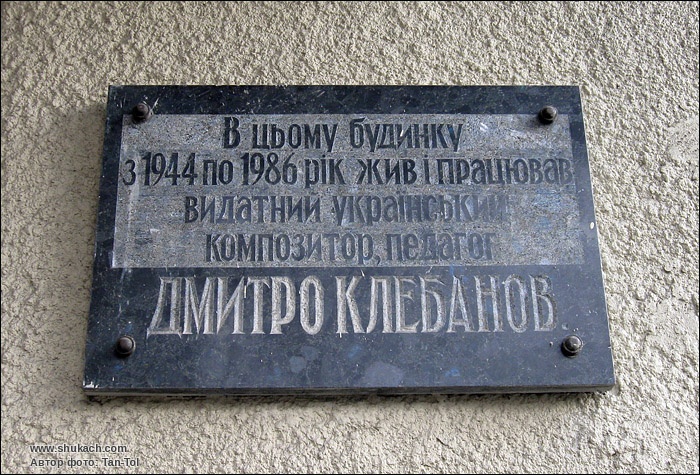 В цьому будинку
з 1944 по 1986 рік жив і працював
видатний український
композитор, педагог
ДМИТРО КЛЕБАНОВ.
www.shukach.com
Автор фото: Tan-Tol